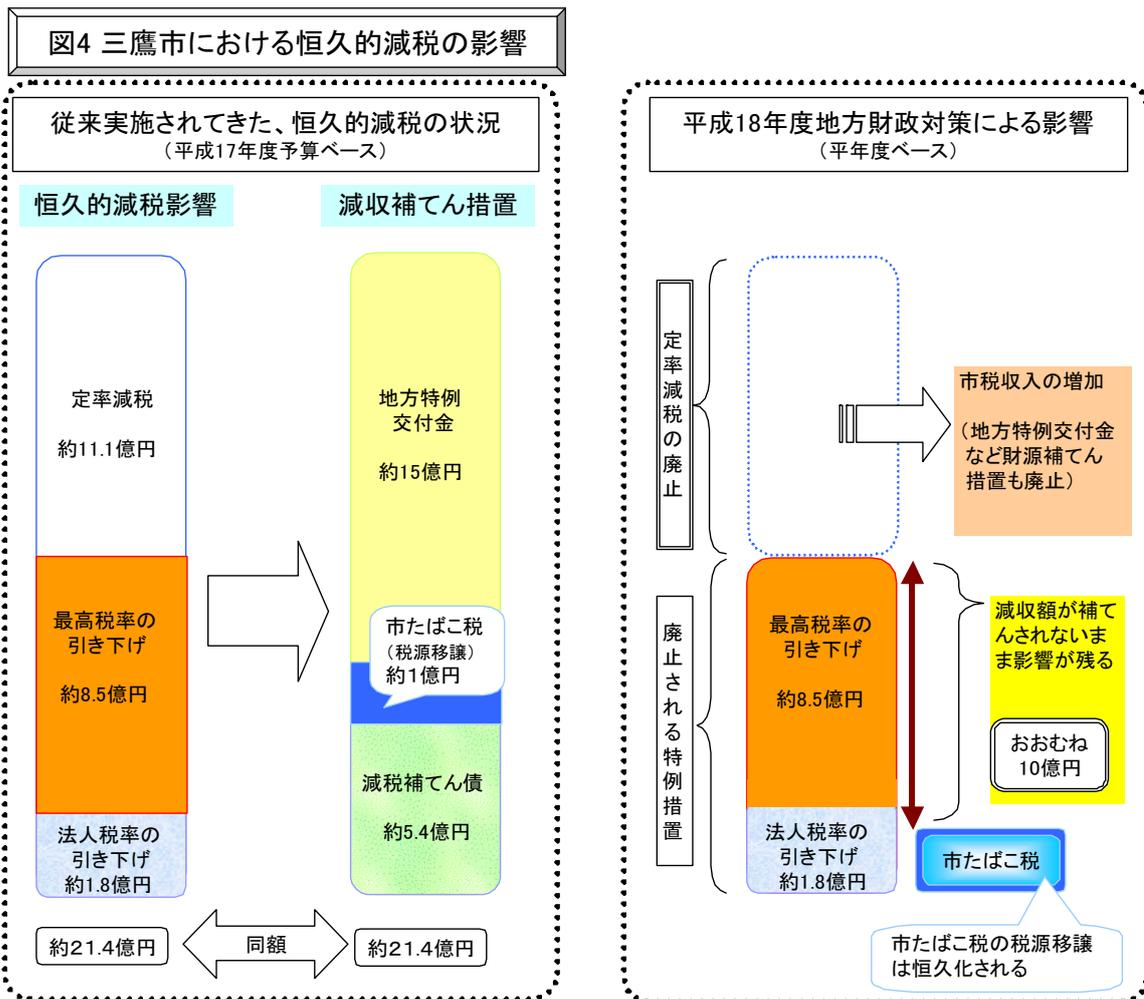 図4 三鷹市における恒久的減税の影響
従来実施されてきた、恒久的減税の状況
（平成17年度予算ベース）
恒久的減税影響
減収補てん措置
定率減税
約11.1億円
最高税率の
引き下げ
約8.5億円
法人税率の
引き下げ
約1.8億円
約21.4億円
同額
地方特例
交付金
約15億円
市たばこ税
（税源移譲）
約1億円
減税補てん債
約5.4億円
約21.4億円
平成18年度地方財政対策による影響
（平年度ベース）
定率減税の廃止
市税収入の増加
（地方特例交付金
など財源補てん
措置も廃止）
廃止される特例措置
最高税率の
引き下げ
約8.5億円
法人税率の
引き下げ
約1.8億円
減収額が補て
んされないま
ま影響が残る
おおむね
10億円
市たばこ税
市たばこ税の税源移譲
は恒久化される